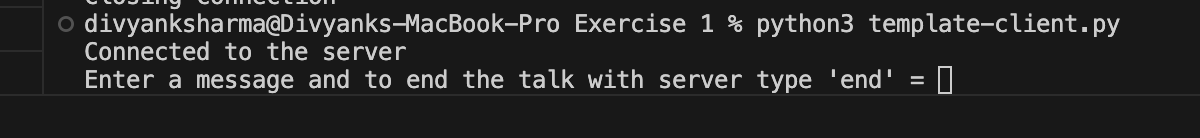 Closing connection
divyanksharma@Divyanks-MacBook-Pro Exercise 1 % python3 template-client.py
Connected to the server
Enter a message and to end the talk with server type 'end' =